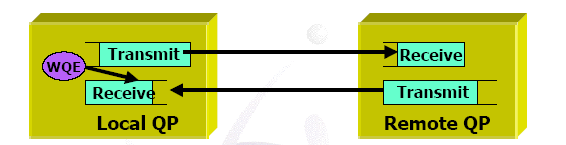 Transmit
WQE
Receive
Local QP
Receive
Transmit
Remote QP